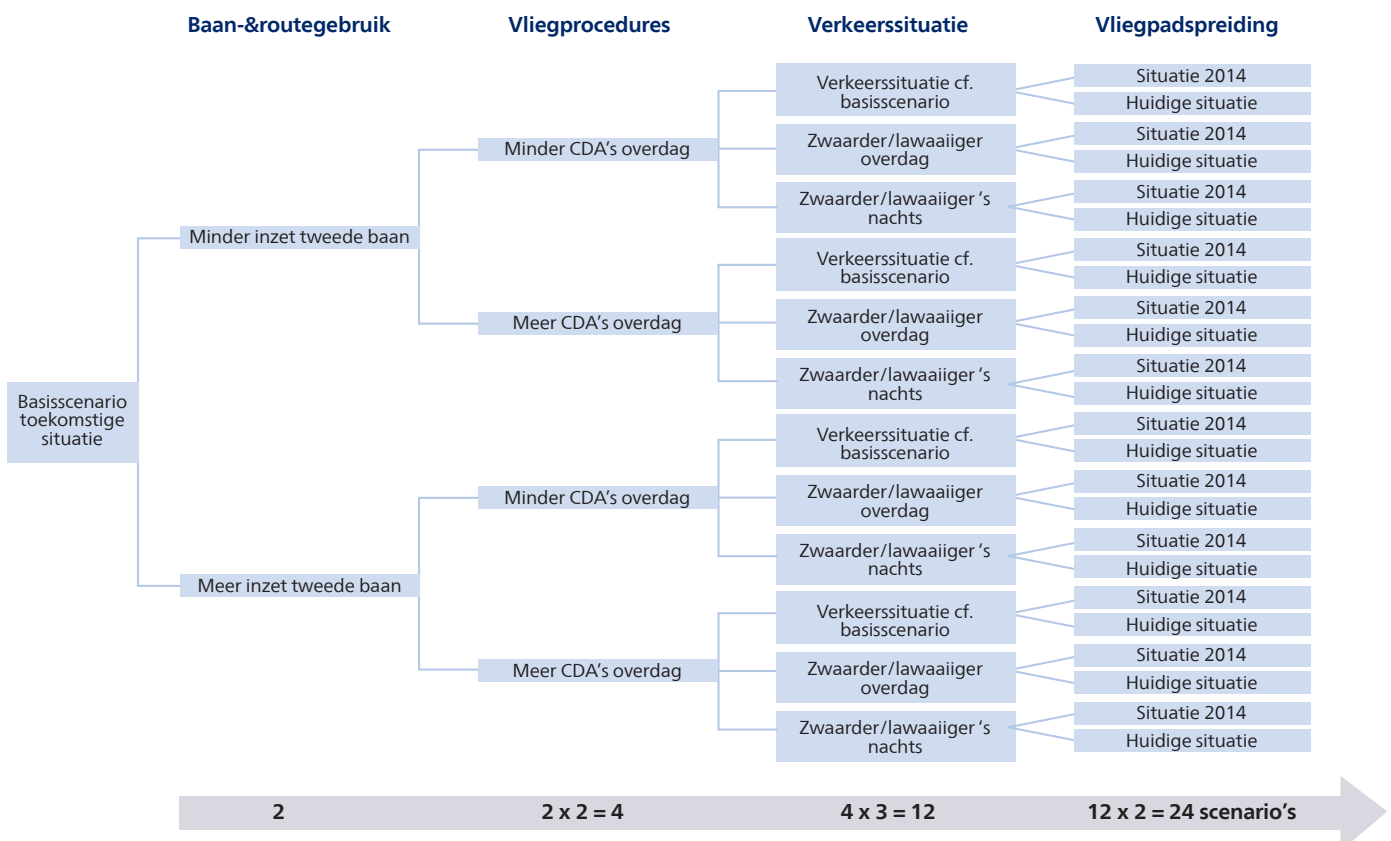 Baan-&routegebruik
Vliegprocedures
Verkeerssituatie
Vliegpadspreiding
Basisscenario
toekomstige
situatie
Minder inzet tweede baan
Minder CDA's overdag
Verkeerssituatie cf.
basisscenario
Situatie 2014
Huidige situatie
Zwaarder/lawaaiiger
overdag
Situatie 2014
Huidige situatie
Zwaarder/lawaaiiger 's
nachts
Situatie 2014
Huidige situatie
Meer CDA's overdag
Verkeerssituatie cf.
basisscenario
Situatie 2014
Huidige situatie
Zwaarder/lawaaiiger
overdag
Situatie 2014
Huidige situatie
Zwaarder/lawaaiiger 's
nachts
Situatie 2014
Huidige situatie
Meer inzet tweede baan
Minder CDA's overdag
Verkeerssituatie cf.
basisscenario
Situatie 2014
Huidige situatie
Zwaarder/lawaaiiger
overdag
Situatie 2014
Huidige situatie
Zwaarder/lawaaiiger 's
nachts
Situatie 2014
Huidige situatie
Meer CDA's overdag
Verkeerssituatie cf.
basisscenario
Situatie 2014
Huidige situatie
Zwaarder/lawaaiiger
overdag
Situatie 2014
Huidige situatie
Zwaarder/lawaaiiger 's
nachts
Situatie 2014
Huidige situatie
2
2 x 2 = 4
4 x 3 = 12
12 x 2 = 24 scenario's